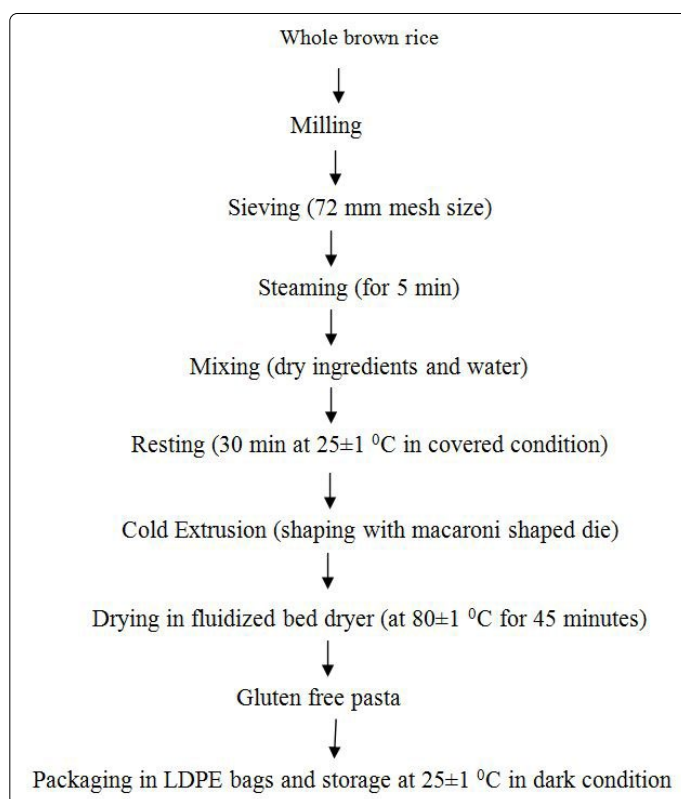 Whole brown rice
Milling
Sieving (72 mm mesh size)
Steaming (for 5 min)
Mixing (dry ingredients and water)
Resting (30 min at 25±1 ⁰C in covered condition)
Cold Extrusion (shaping with macaroni shaped die)
Drying in fluidized bed dryer (at 80±1 ⁰C for 45 minutes)
Gluten free pasta
Packaging in LDPE bags and storage at 25±1 ⁰C in dark condition